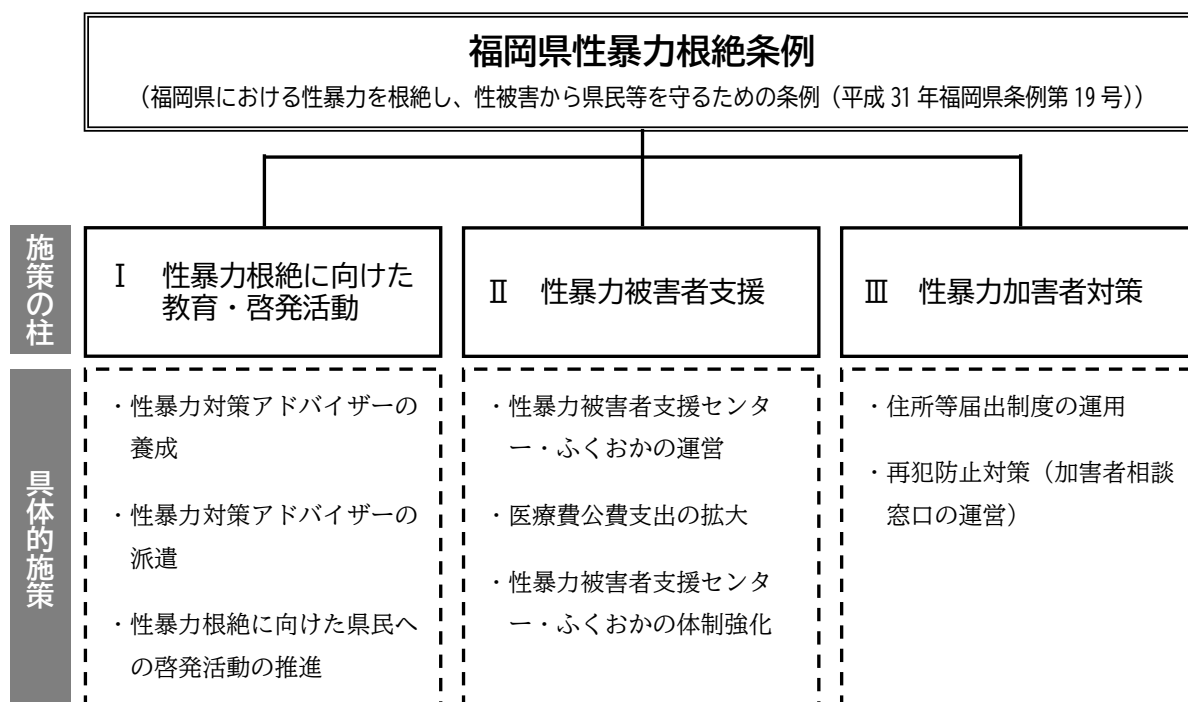 福岡県性暴力根絶条例
（福岡県における性暴力を根絶し、性被害から県民等を守るための条例（平成31年福岡県条例第19号））
施策の柱
Ⅰ 性暴力根絶に向けた
教育・啓発活動
Ⅱ 性暴力被害者支援
Ⅲ 性暴力加害者対策
具体的施策
・性暴力対策アドバイザーの
養成
・性暴力対策アドバイザーの
派遣
・性暴力根絶に向けた県民へ
の啓発活動の推進
・性暴力被害者支援センタ
ー・ふくおかの運営
・医療費公費支出の拡大
・性暴力被害者支援センタ
ー・ふくおかの体制強化
・住所等届出制度の運用
・再犯防止対策（加害者相談
窓口の運営）